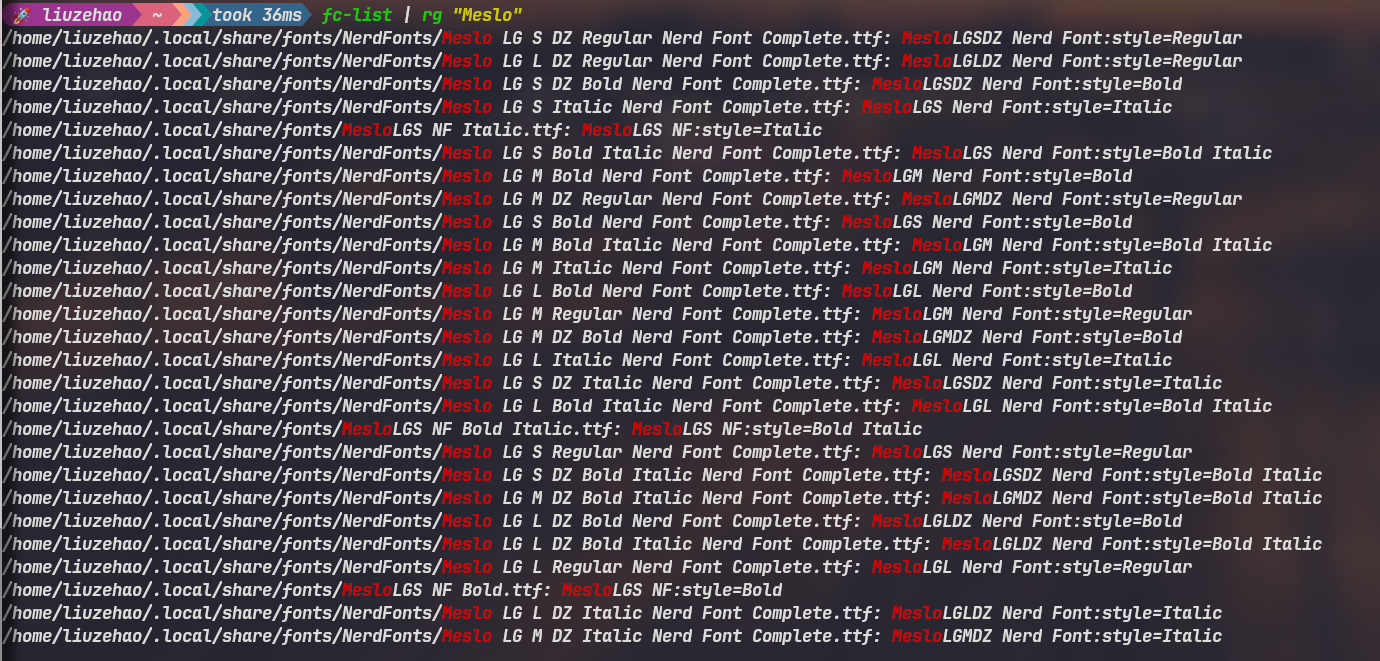 🚀 liuzehao ~ took 36ms fc-list | rg "Meslo"
/home/liuzehao/.local/share/fonts/NerdFonts/Meslo LG S DZ Regular Nerd Font Complete.ttf: MesloLGSDZ Nerd Font:style=Regular
/home/liuzehao/.local/share/fonts/NerdFonts/Meslo LG L DZ Regular Nerd Font Complete.ttf: MesloLGLDZ Nerd Font:style=Regular
/home/liuzehao/.local/share/fonts/NerdFonts/Meslo LG S DZ Bold Nerd Font Complete.ttf: MesloLGSDZ Nerd Font:style=Bold
/home/liuzehao/.local/share/fonts/NerdFonts/Meslo LG S Italic Nerd Font Complete.ttf: MesloLGS Nerd Font:style=Italic
/home/liuzehao/.local/share/fonts/MesloLGS NF Italic.ttf: MesloLGS NF:style=Italic
/home/liuzehao/.local/share/fonts/NerdFonts/Meslo LG S Bold Italic Nerd Font Complete.ttf: MesloLGS Nerd Font:style=Bold Italic
/home/liuzehao/.local/share/fonts/NerdFonts/Meslo LG M Bold Nerd Font Complete.ttf: MesloLGM Nerd Font:style=Bold
/home/liuzehao/.local/share/fonts/NerdFonts/Meslo LG M DZ Regular Nerd Font Complete.ttf: MesloLGMDZ Nerd Font:style=Regular
/home/liuzehao/.local/share/fonts/NerdFonts/Meslo LG S Bold Nerd Font Complete.ttf: MesloLGS Nerd Font:style=Bold
/home/liuzehao/.local/share/fonts/NerdFonts/Meslo LG M Bold Italic Nerd Font Complete.ttf: MesloLGM Nerd Font:style=Bold Italic
/home/liuzehao/.local/share/fonts/NerdFonts/Meslo LG M Italic Nerd Font Complete.ttf: MesloLGM Nerd Font:style=Italic
/home/liuzehao/.local/share/fonts/NerdFonts/Meslo LG L Bold Nerd Font Complete.ttf: MesloLGL Nerd Font:style=Bold
/home/liuzehao/.local/share/fonts/NerdFonts/Meslo LG M Regular Nerd Font Complete.ttf: MesloLGM Nerd Font:style=Regular
/home/liuzehao/.local/share/fonts/NerdFonts/Meslo LG M DZ Bold Nerd Font Complete.ttf: MesloLGMDZ Nerd Font:style=Bold
/home/liuzehao/.local/share/fonts/NerdFonts/Meslo LG L Italic Nerd Font Complete.ttf: MesloLGL Nerd Font:style=Italic
/home/liuzehao/.local/share/fonts/NerdFonts/Meslo LG S DZ Italic Nerd Font Complete.ttf: MesloLGSDZ Nerd Font:style=Italic
/home/liuzehao/.local/share/fonts/NerdFonts/Meslo LG L Bold Italic Nerd Font Complete.ttf: MesloLGL Nerd Font:style=Bold Italic
/home/liuzehao/.local/share/fonts/MesloLGS NF Bold Italic.ttf: MesloLGS NF:style=Bold Italic
/home/liuzehao/.local/share/fonts/NerdFonts/Meslo LG S Regular Nerd Font Complete.ttf: MesloLGS Nerd Font:style=Regular
/home/liuzehao/.local/share/fonts/NerdFonts/Meslo LG S DZ Bold Italic Nerd Font Complete.ttf: MesloLGSDZ Nerd Font:style=Bold Italic
/home/liuzehao/.local/share/fonts/NerdFonts/Meslo LG M DZ Bold Italic Nerd Font Complete.ttf: MesloLGMDZ Nerd Font:style=Bold Italic
/home/liuzehao/.local/share/fonts/NerdFonts/Meslo LG L DZ Bold Nerd Font Complete.ttf: MesloLGLDZ Nerd Font:style=Bold
/home/liuzehao/.local/share/fonts/NerdFonts/Meslo LG L DZ Bold Italic Nerd Font Complete.ttf: MesloLGLDZ Nerd Font:style=Bold Italic
/home/liuzehao/.local/share/fonts/NerdFonts/Meslo LG L Regular Nerd Font Complete.ttf: MesloLGL Nerd Font:style=Regular
/home/liuzehao/.local/share/fonts/MesloLGS NF Bold.ttf: MesloLGS NF:style=Bold
/home/liuzehao/.local/share/fonts/NerdFonts/Meslo LG L DZ Italic Nerd Font Complete.ttf: MesloLGLDZ Nerd Font:style=Italic
/home/liuzehao/.local/share/fonts/NerdFonts/Meslo LG M DZ Italic Nerd Font Complete.ttf: MesloLGMDZ Nerd Font:style=Italic